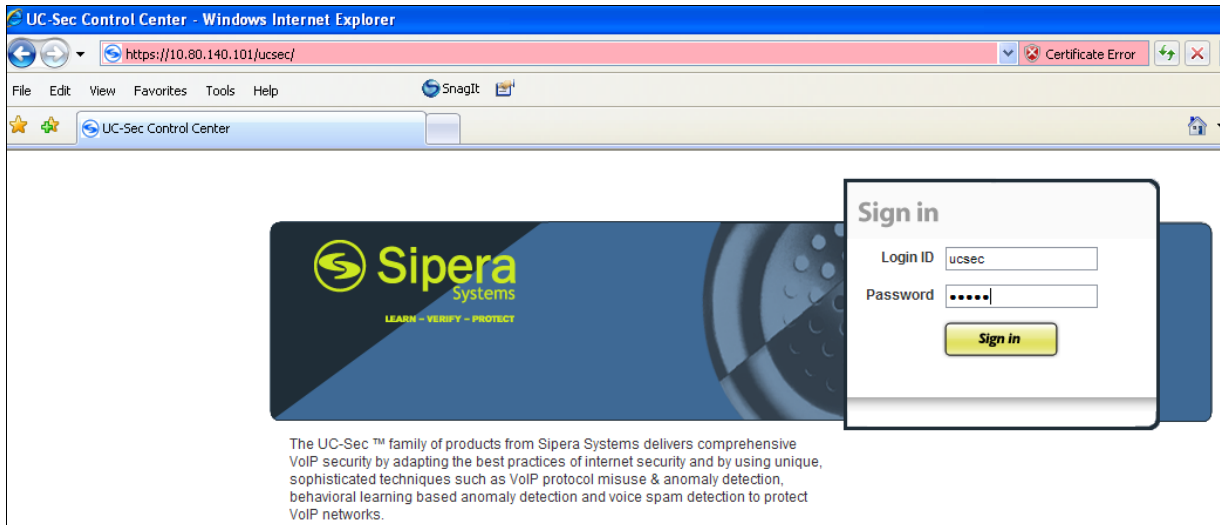 UC-Sec Control Center - Windows Internet Explorer
https://10.80.140.101/ucsec/
Certificate Error
File Edit View Favorites Tools Help
SnagIt
UC-Sec Control Center
Sign in
Login ID ucsec
Password •••••
Sign in
Sipera
Systems
LEARN – VERIFY – PROTECT
The UC-Sec ™ family of products from Sipera Systems delivers comprehensive
VoIP security by adapting the best practices of internet security and by using unique,
sophisticated techniques such as VoIP protocol misuse & anomaly detection,
behavioral learning based anomaly detection and voice spam detection to protect
VoIP networks.